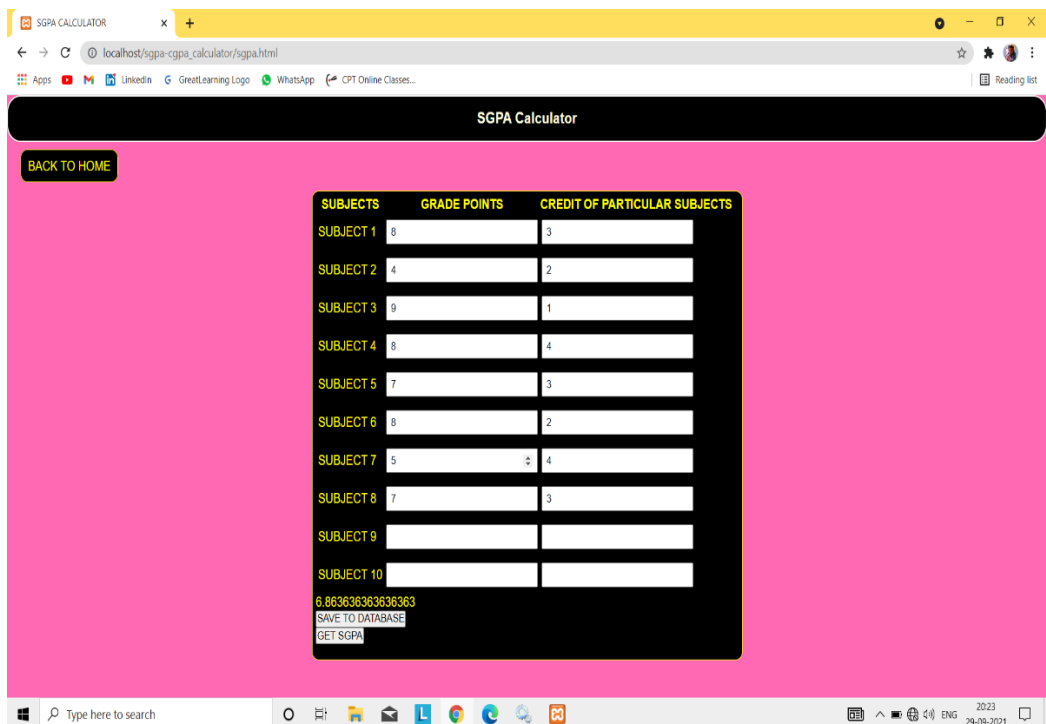 SGPA CALCULATOR
localhost/sgpa-cgpa_calculator/sgpa.html
Apps LinkedIn G GreatLearning Logo WhatsApp CPT Online Classes... Reading list
SGPA Calculator
BACK TO HOME
SUBJECTS GRADE POINTS CREDIT OF PARTICULAR SUBJECTS
SUBJECT 1 8 3
SUBJECT 2 4 2
SUBJECT 3 9 1
SUBJECT 4 8 4
SUBJECT 5 7 3
SUBJECT 6 8 2
SUBJECT 7 5 4
SUBJECT 8 7 3
SUBJECT 9
SUBJECT 10
6.863636363636363
SAVE TO DATABASE
GET SGPA
Type here to search L ENG 20:23
29-09-2021